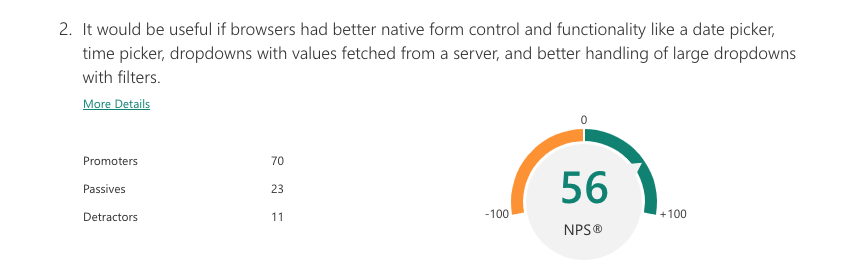 2. It would be useful if browsers had better native form control and functionality like a date picker,
time picker, dropdowns with values fetched from a server, and better handling of large dropdowns
with filters.
More Details
Promoters 70
Passives 23
Detractors 11
0
-100
+100
56
NPS®